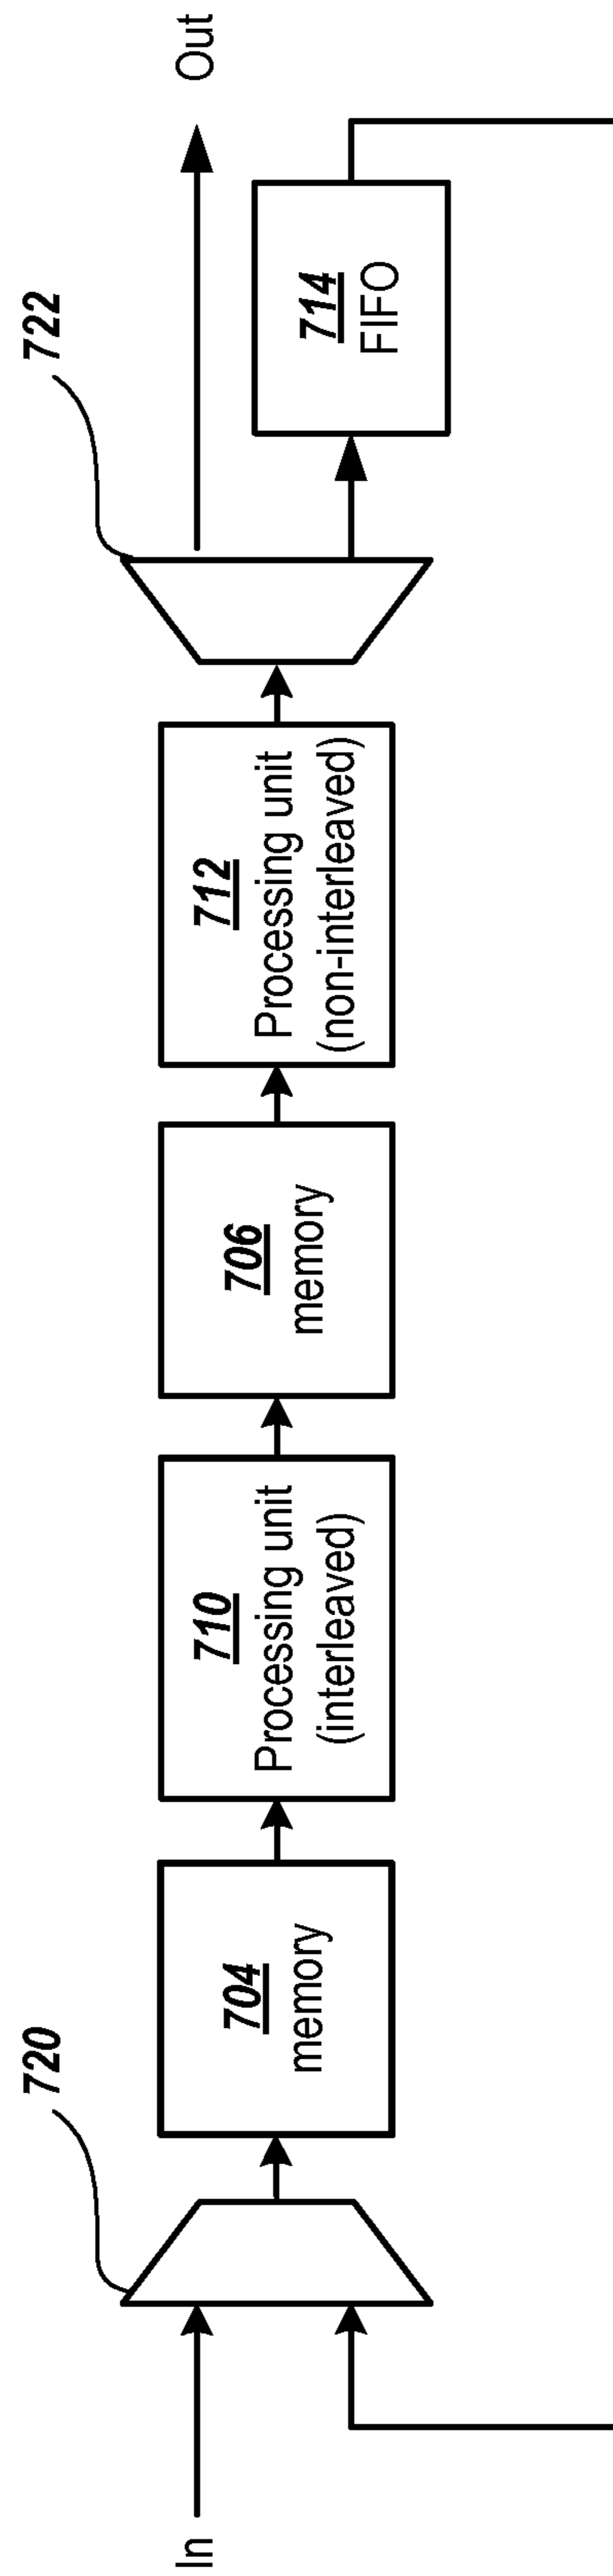 720
722
In
704
memory
710
Processing unit
(interleaved)
706
memory
712
Processing unit
(non-interleaved)
Out
714
FIFO